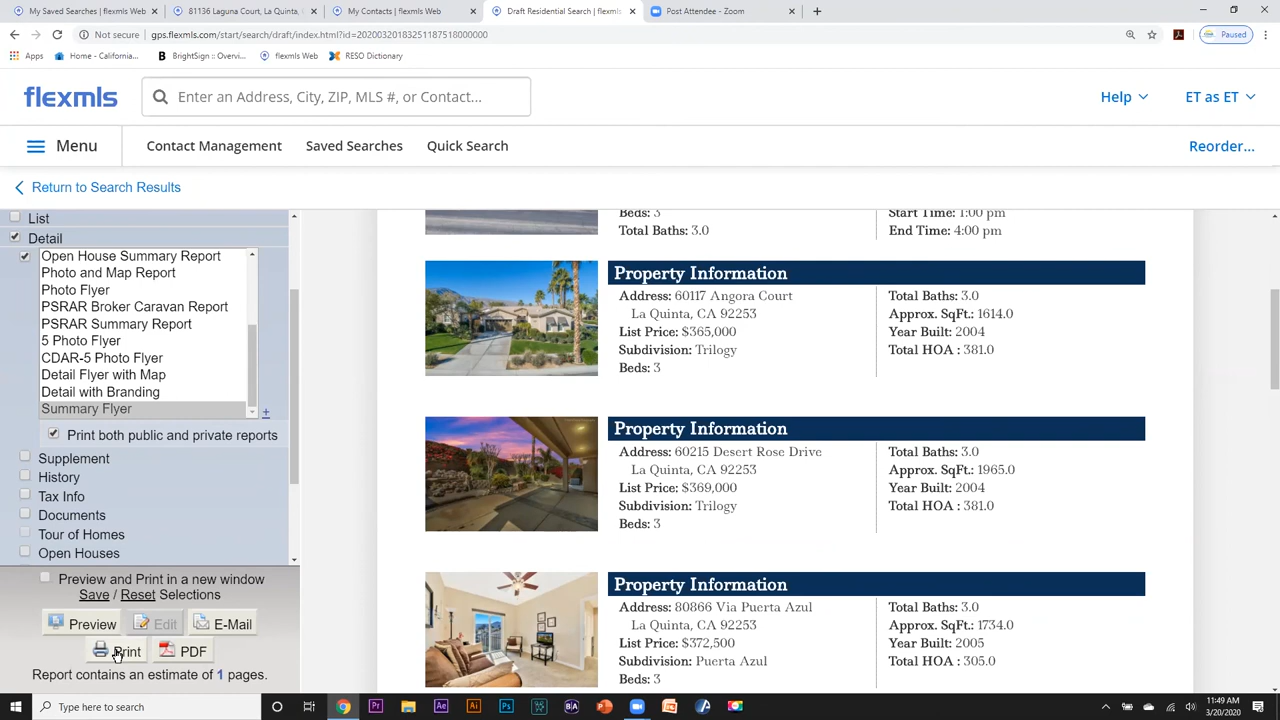 My Saved Searches | flexmls Web
81136 Laguna Court, La Quinta, C
My Contacts | flexmls Web
Draft Residential Search | flexmls
Post Attendee - Zoom
Not secure | gps.flexmls.com/start/search/draft/index.html?id=20200320183251187518000000
Paused
Apps
Home - California...
BrightSign :: Overvi...
flexmls Web
RESO Dictionary
flexmls
Enter an Address, City, ZIP, MLS #, or Contact...
Help
ET as ET
Menu
Contact Management
Saved Searches
Quick Search
Reorder...
Return to Search Results
List
Detail
Open House Summary Report
Photo and Map Report
Photo Flyer
PSRAR Broker Caravan Report
PSRAR Summary Report
5 Photo Flyer
CDAR-5 Photo Flyer
Detail Flyer with Map
Detail with Branding
Summary Flyer
+
Print both public and private reports
Supplement
History
Tax Info
Documents
Tour of Homes
Open Houses
Preview and Print in a new window
Save / Reset Selections
Preview
Edit
E-Mail
Print
PDF
Report contains an estimate of 1 pages.
Beds: 3
Total Baths: 3.0
Start Time: 1:00 pm
End Time: 4:00 pm
Property Information
Address: 60117 Angora Court
La Quinta, CA 92253
List Price: $365,000
Subdivision: Trilogy
Beds: 3
Total Baths: 3.0
Approx. SqFt.: 1614.0
Year Built: 2004
Total HOA : 381.0
Property Information
Address: 60215 Desert Rose Drive
La Quinta, CA 92253
List Price: $369,000
Subdivision: Trilogy
Beds: 3
Total Baths: 3.0
Approx. SqFt.: 1965.0
Year Built: 2004
Total HOA : 381.0
Property Information
Address: 80866 Via Puerta Azul
La Quinta, CA 92253
List Price: $372,500
Subdivision: Puerta Azul
Beds: 3
Total Baths: 3.0
Approx. SqFt.: 1734.0
Year Built: 2005
Total HOA : 305.0
Type here to search
11:49 AM
3/20/2020